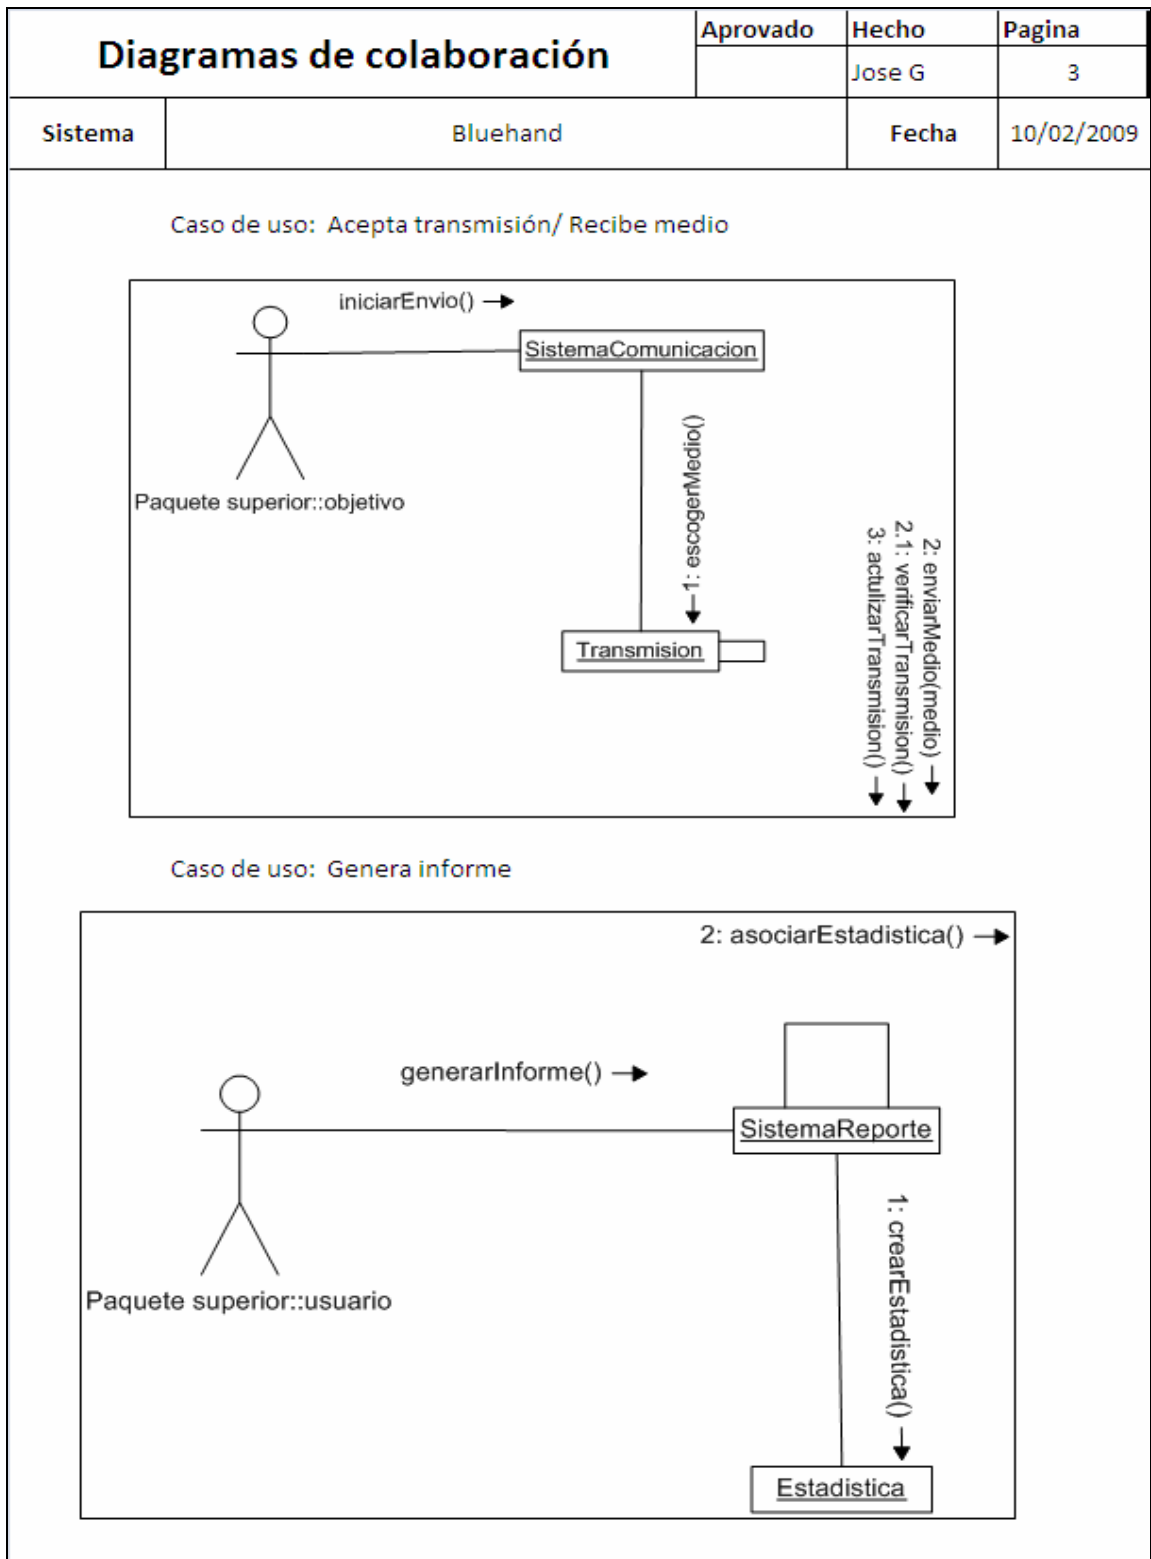 Diagramas de colaboración
Aprovado
Hecho
Pagina
Jose G
3
Sistema
Bluehand
Fecha
10/02/2009
Caso de uso: Acepta transmisión/ Recibe medio
iniciarEnvio()
SistemaComunicacion
1: escogerMedio()
Paquete superior::objetivo
2: enviarMedio(medio)
2.1: verificarTransmision()
3: actulizarTransmision()
Transmision
Caso de uso: Genera informe
2: asociarEstadistica()
generarInforme()
SistemaReporte
1: crearEstadistica()
Paquete superior::usuario
Estadistica